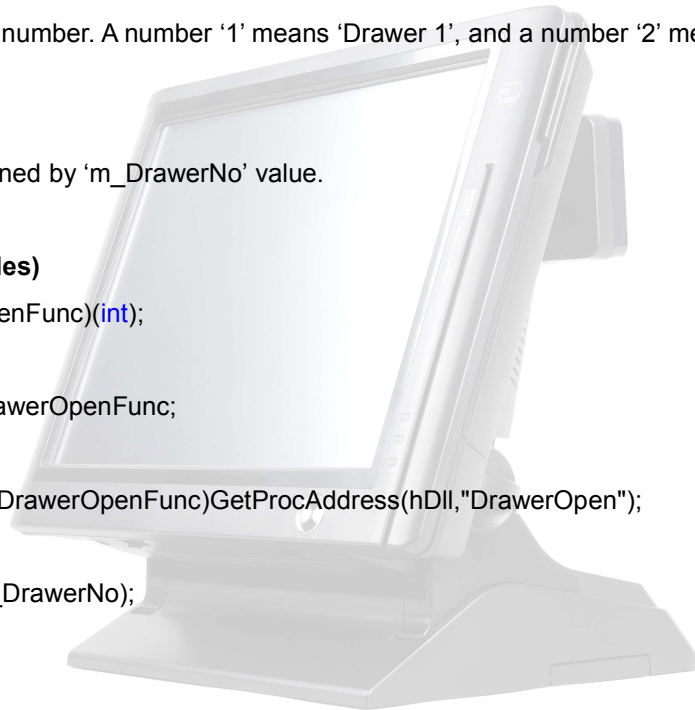 number. A number ‘1’ means ‘Drawer 1’, and a number ‘2’ me
ned by ‘m_DrawerNo’ value.
les)
enFunc)(int);
awerOpenFunc;
DrawerOpenFunc)GetProcAddress(hDll,"DrawerOpen");
_DrawerNo);